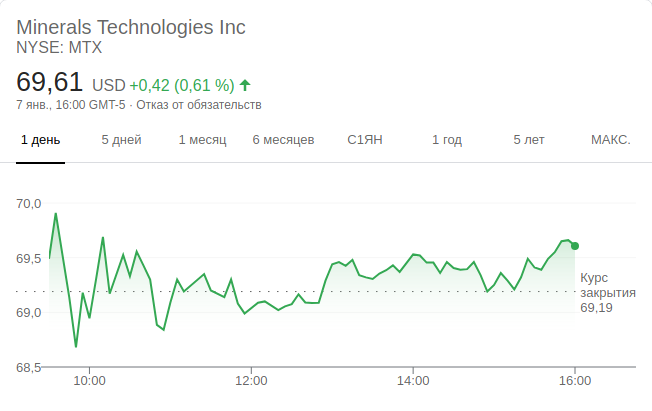 Minerals Technologies Inc
NYSE: MTX
69,61 USD +0,42 (0,61 %)
7 янв., 16:00 GMT-5 · Отказ от обязательств
1 день 5 дней 1 месяц 6 месяцев С1ЯН 1 год 5 лет МАКС.
70,0
69,5
69,0
68,5
Курс
закрытия
69,19
10:00 12:00 14:00 16:00